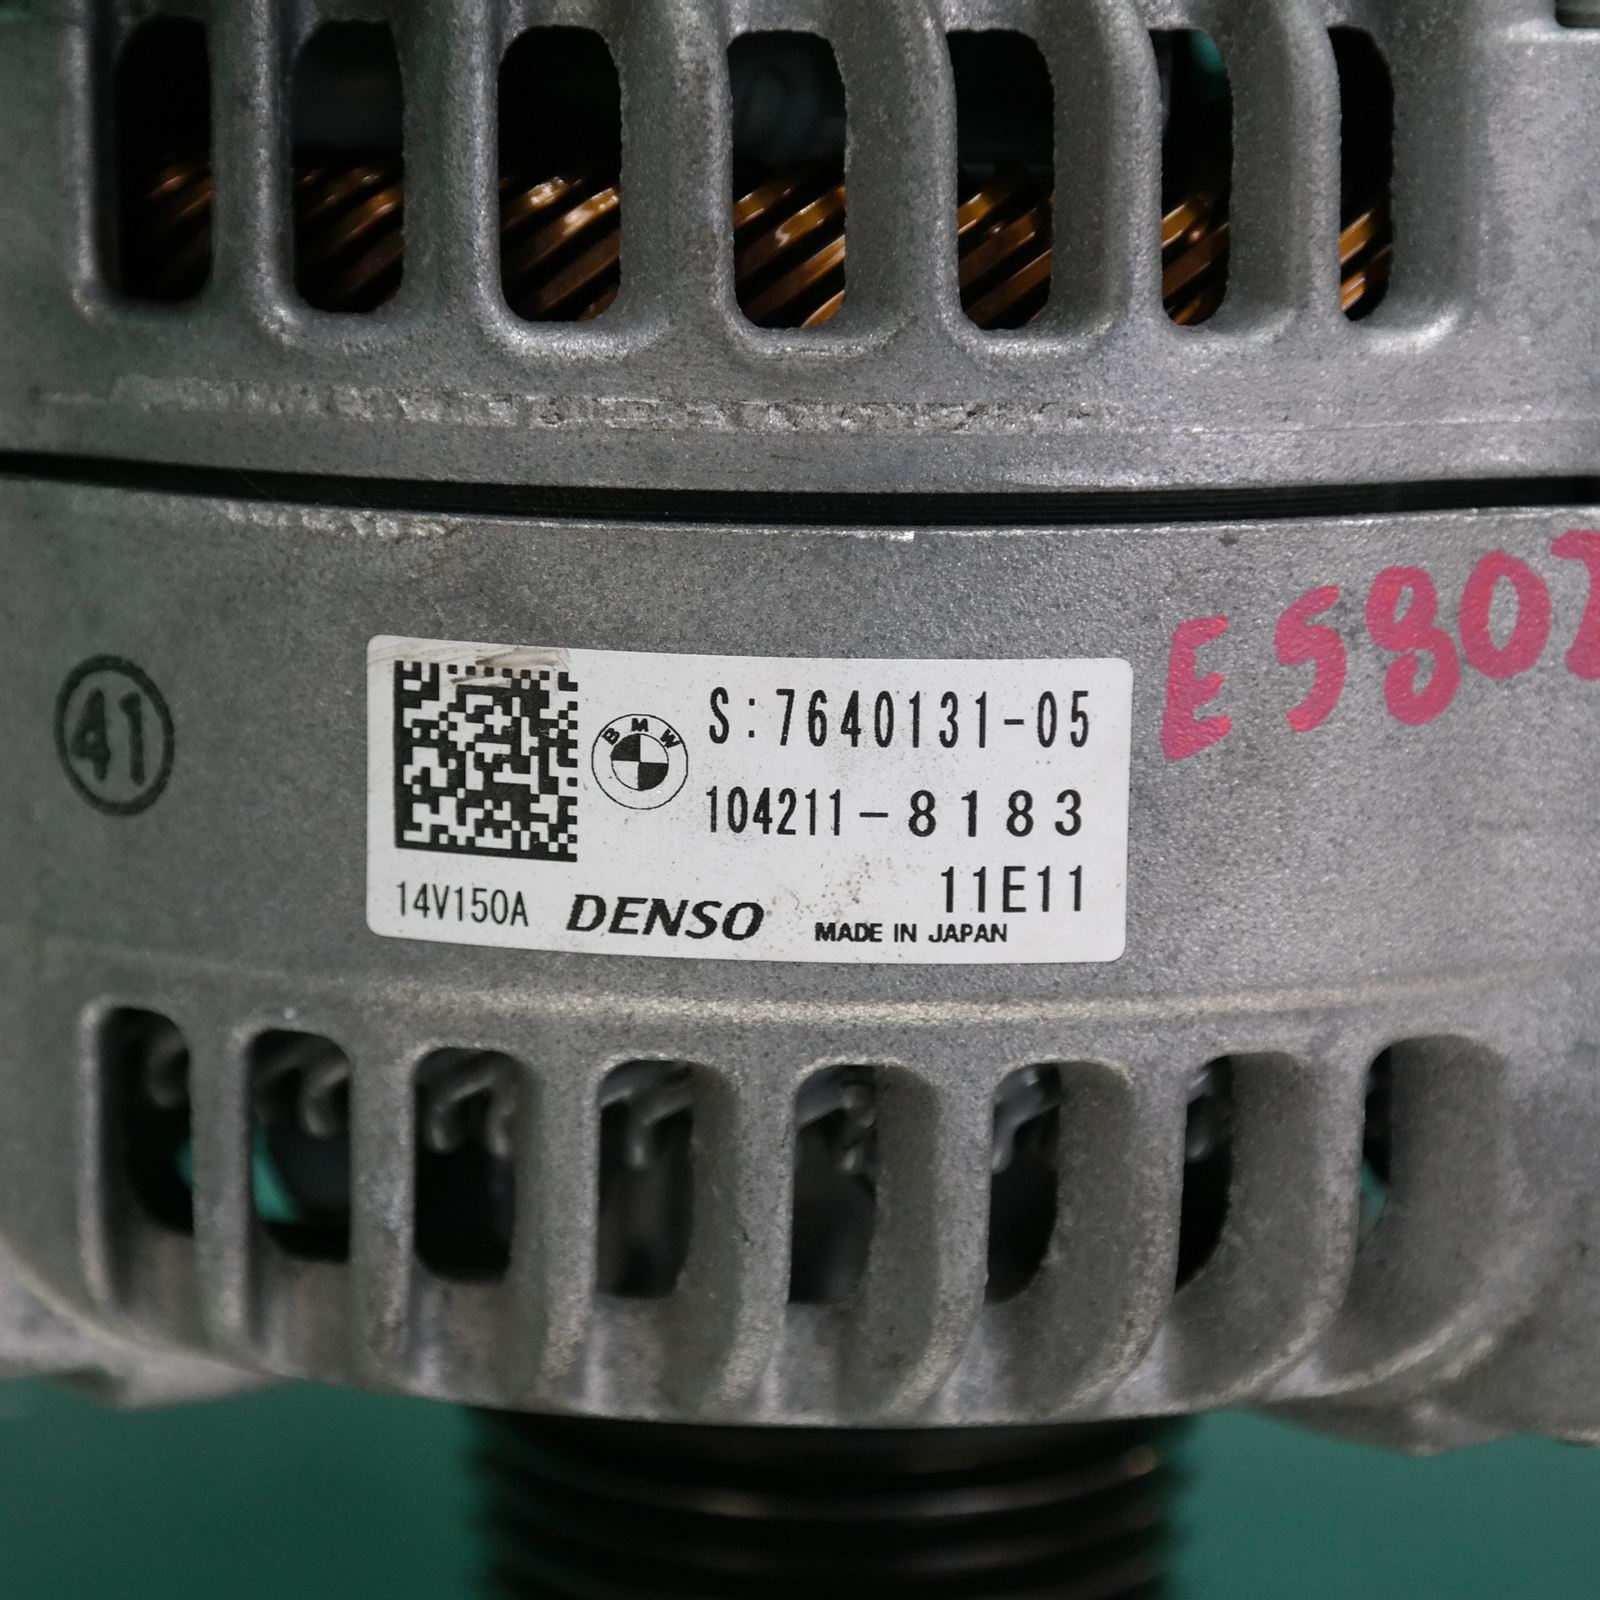 E580
41
BMW
S:7640131-05
104211-8183
11E11
14V150A DENSO MADE IN JAPAN